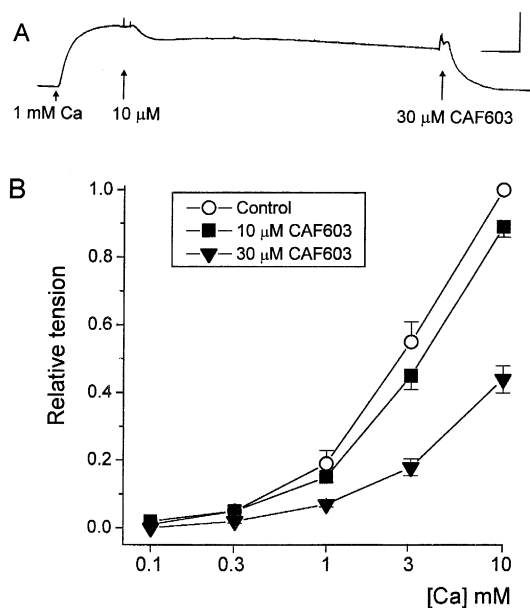 A
1 mM Ca
10 μM
30 μM CAF603
B
Control
10 μM CAF603
30 μM CAF603
Relative tension
1.0
0.8
0.6
0.4
0.2
0.0
0.1
0.3
1
3
10
[Ca] mM